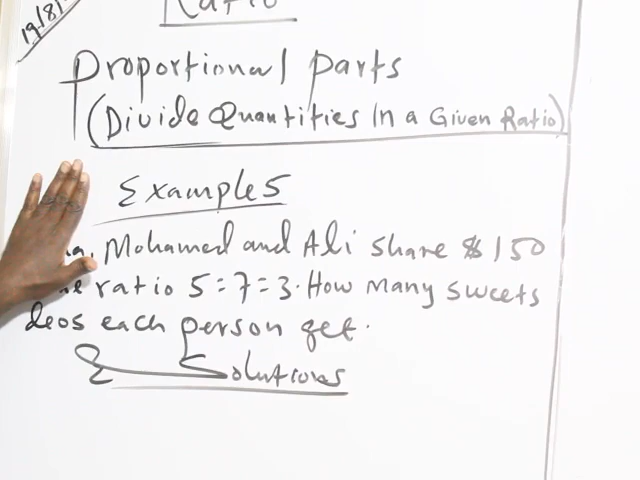 19/8/
Ratio
Proportional Parts
(Divide Quantities In a Given Ratio)
Examples
Mohamed and Ali share $150
ratio 5:7:3. How many sweets
deos each person get.
Solutions